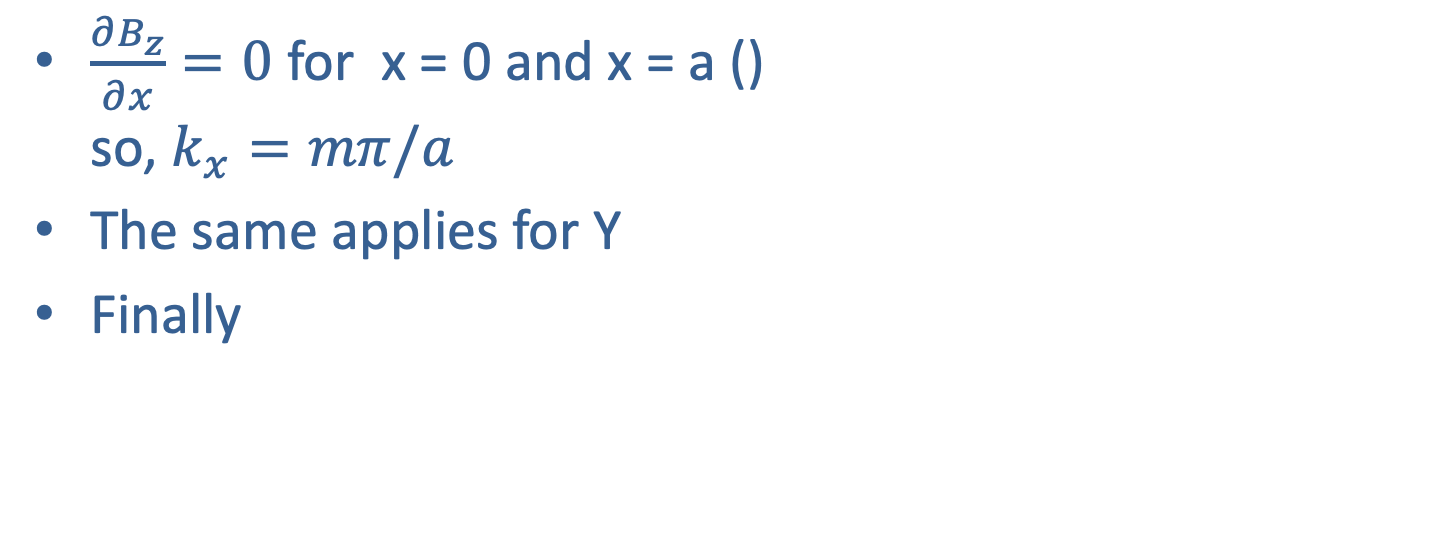 • ∂B_z/∂x = 0 for x = 0 and x = a ()
so, k_x = mπ/a
• The same applies for Y
• Finally